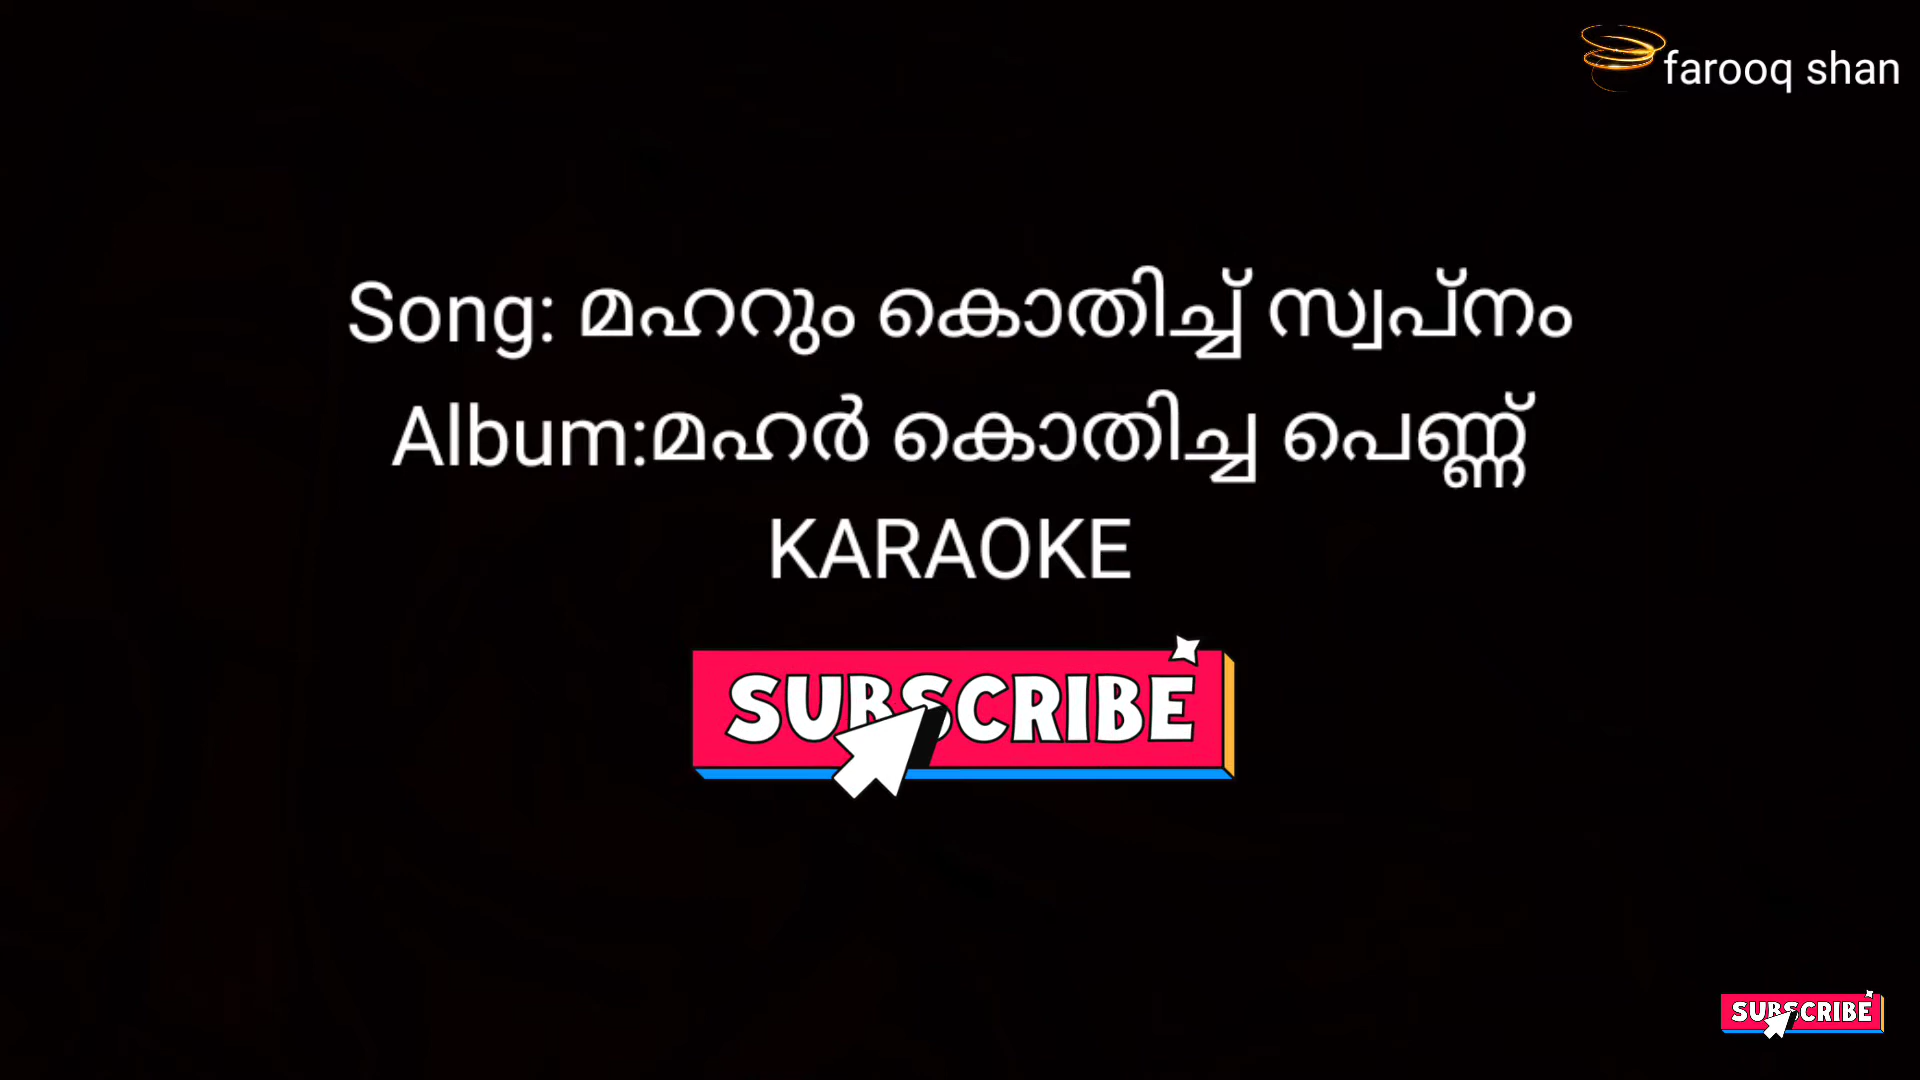 farooq shan
Song: മഹറും കൊതിച്ച് സ്വപ്നം
Album:മഹർ കൊതിച്ച പെണ്ണ്
KARAOKE
SUBSCRIBE
SUBSCRIBE